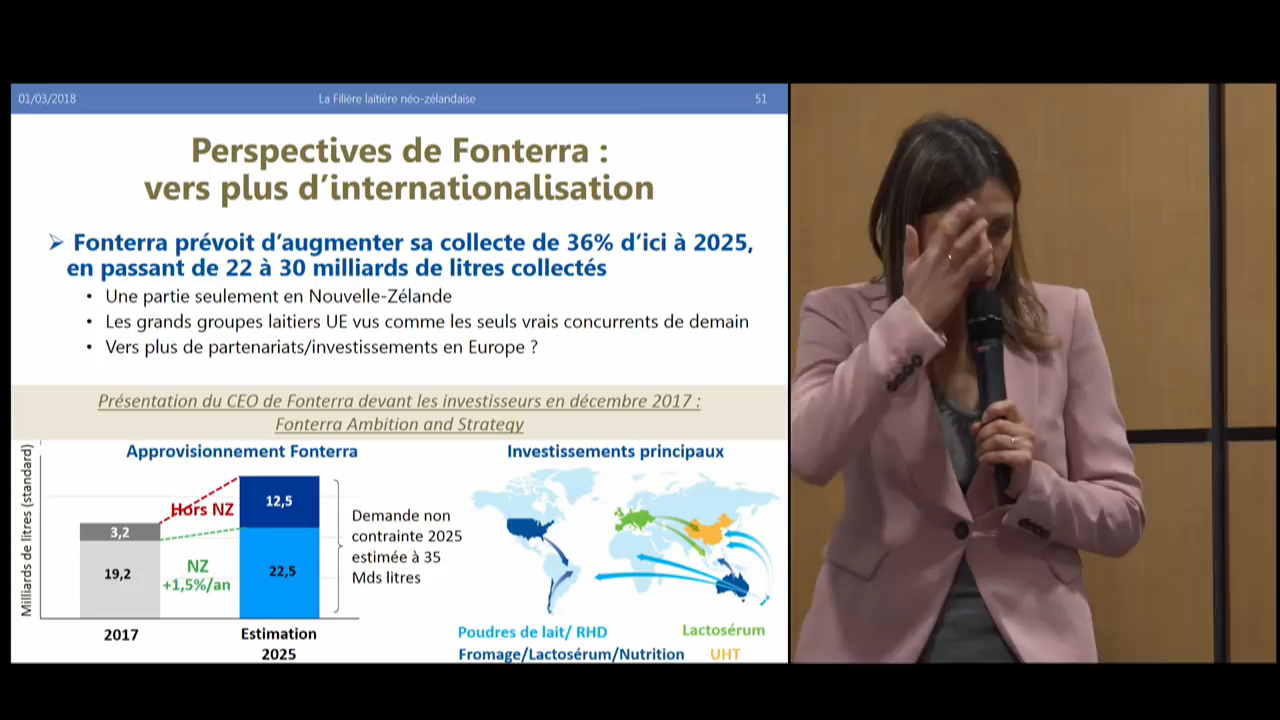 01/03/2018 La Filière laitière néo-zélandaise 51
Perspectives de Fonterra :
vers plus d’internationalisation
➢ Fonterra prévoit d’augmenter sa collecte de 36% d’ici à 2025,
en passant de 22 à 30 milliards de litres collectés
• Une partie seulement en Nouvelle-Zélande
• Les grands groupes laitiers UE vus comme les seuls vrais concurrents de demain
• Vers plus de partenariats/investissements en Europe ?
Présentation du CEO de Fonterra devant les investisseurs en décembre 2017 :
Fonterra Ambition and Strategy
Approvisionnement Fonterra
Milliards de litres (standard)
3,2
19,2
Hors NZ
NZ
+1,5%/an
12,5
22,5
2017
Estimation
2025
Demande non
contrainte 2025
estimée à 35
Mds litres
Investissements principaux
Poudres de lait/ RHD
Lactosérum
Fromage/Lactosérum/Nutrition
UHT